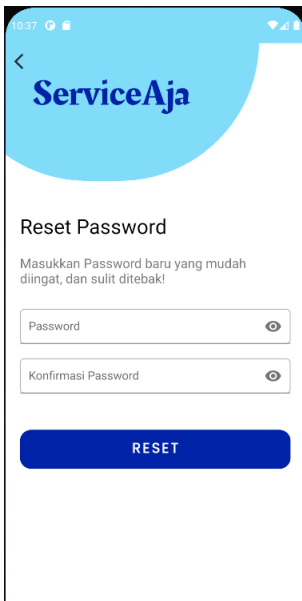 10:37
ServiceAja
Reset Password
Masukkan Password baru yang mudah
diingat, dan sulit ditebak!
Password
Konfirmasi Password
RESET